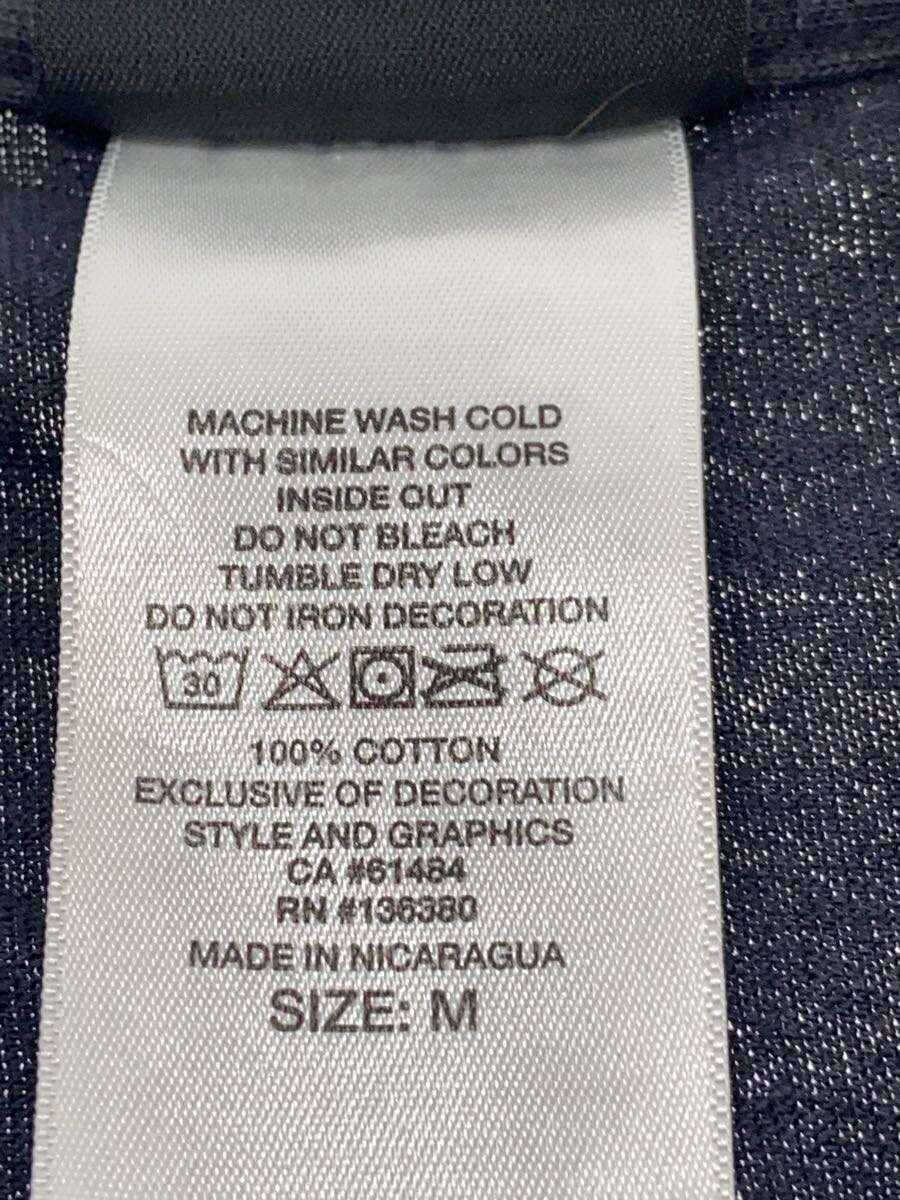 MACHINE WASH COLD
WITH SIMILAR COLORS
INSIDE OUT
DO NOT BLEACH
TUMBLE DRY LOW
DO NOT IRON DECORATION
30
100% COTTON
EXCLUSIVE OF DECORATION
STYLE AND GRAPHICS
CA #61484
RN #136380
MADE IN NICARAGUA
SIZE: M